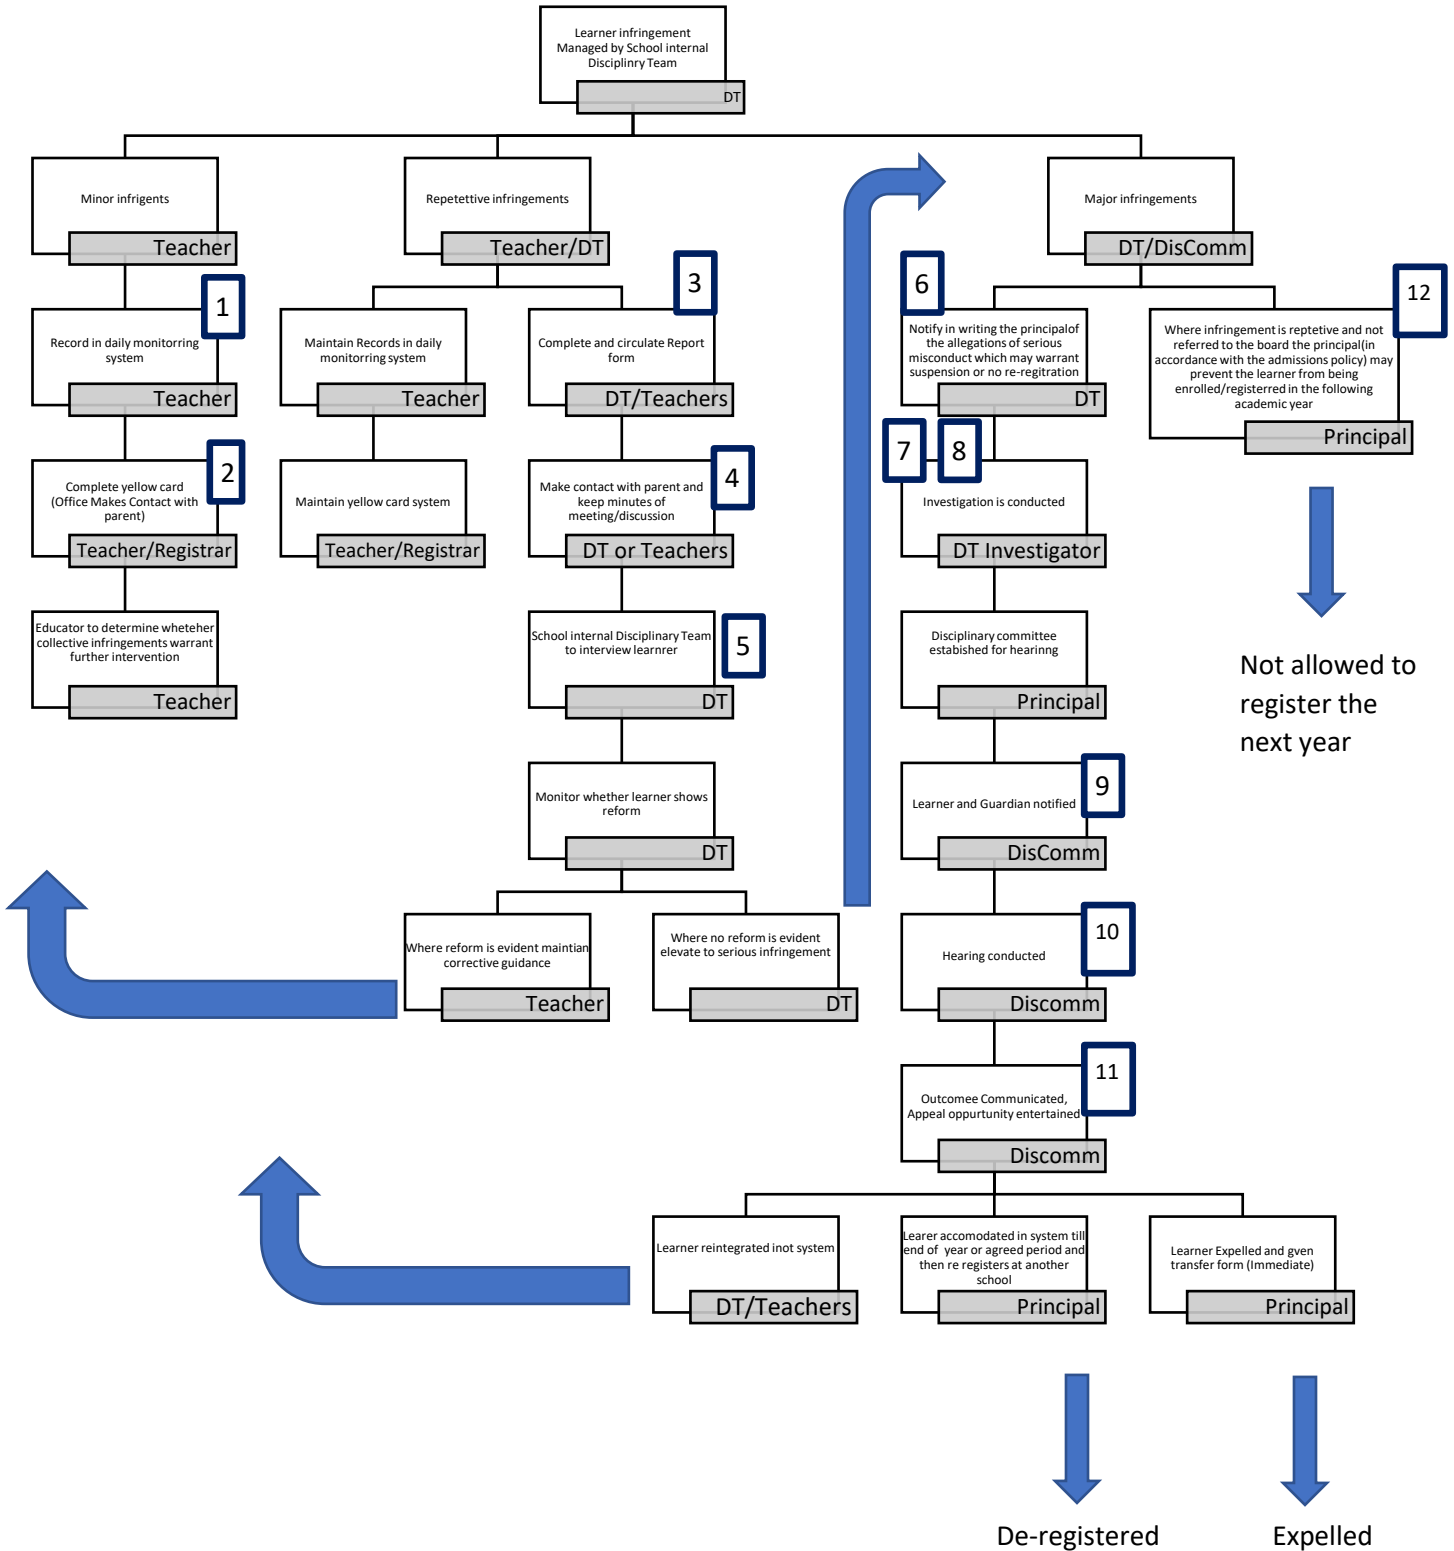 Learner infringement
Managed by School internal
Disciplinry Team
DT
Minor infrigents
Teacher
Repetettive infringements
Teacher/DT
Major infringements
DT/DisComm
1
Record in daily monitorring
system
Teacher
Maintain Records in daily
monitorring system
Teacher
3
Complete and circulate Report
form
DT/Teachers
6
Notify in writing the principalof
the allegations of serious
misconduct which may warrant
suspension or no re-regitration
DT
12
Where infringement is reptetive and not
referred to the board the principal(in
accordance with the admissions policy) may
prevent the learner from being
enrolled/registerred in the following
academic year
Principal
2
Complete yellow card
(Office Makes Contact with
parent)
Teacher/Registrar
Maintain yellow card system
Teacher/Registrar
4
Make contact with parent and
keep minutes of
meeting/discussion
DT or Teachers
7
8
Investigation is conducted
DT Investigator
Educator to determine wheteher
collective infringements warrant
further intervention
Teacher
5
School internal Disciplinary Team
to interview learnrer
DT
Disciplinary committee
estabished for hearinng
Principal
Not allowed to
register the
next year
Monitor whether learner shows
reform
DT
9
Learner and Guardian notified
DisComm
Where reform is evident maintian
corrective guidance
Teacher
Where no reform is evident
elevate to serious infringement
DT
10
Hearing conducted
Discomm
11
Outcomee Communicated,
Appeal oppurtunity entertained
Discomm
Learner reintegrated inot system
DT/Teachers
Learer accomodated in system till
end of year or agreed period and
then re registers at another
school
Principal
Learner Expelled and gven
transfer form (Immediate)
Principal
De-registered
Expelled